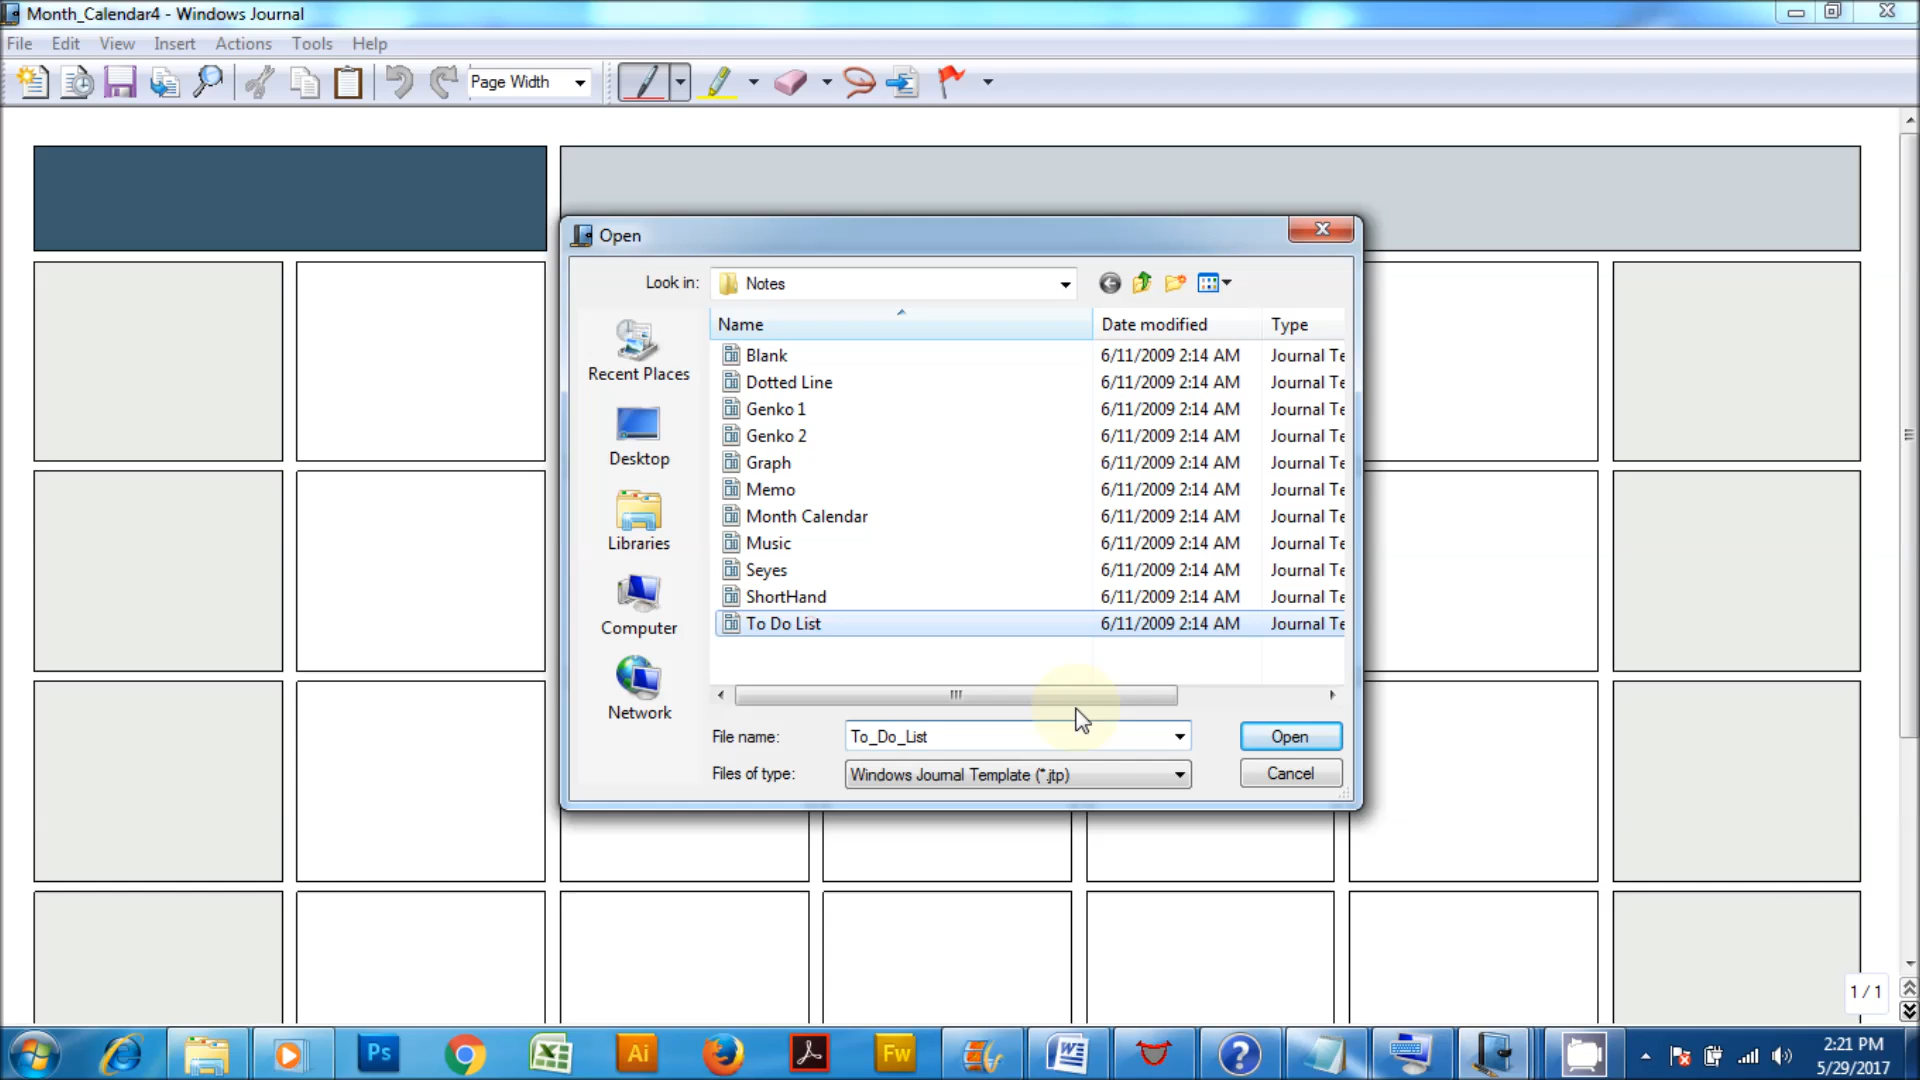 Month_Calendar4 - Windows Journal
File Edit View Insert Actions Tools Help
Page Width
Open
Look in: Notes
Name Date modified Type
Blank 6/11/2009 2:14 AM Journal Te
Dotted Line 6/11/2009 2:14 AM Journal Te
Genko 1 6/11/2009 2:14 AM Journal Te
Genko 2 6/11/2009 2:14 AM Journal Te
Graph 6/11/2009 2:14 AM Journal Te
Memo 6/11/2009 2:14 AM Journal Te
Month Calendar 6/11/2009 2:14 AM Journal Te
Music 6/11/2009 2:14 AM Journal Te
Seyes 6/11/2009 2:14 AM Journal Te
ShortHand 6/11/2009 2:14 AM Journal Te
To Do List 6/11/2009 2:14 AM Journal Te
Recent Places
Desktop
Libraries
Computer
Network
File name: To_Do_List Open
Files of type: Windows Journal Template (*.jtp) Cancel
1 / 1
Ps
Ai
Fw
2:21 PM
5/29/2017